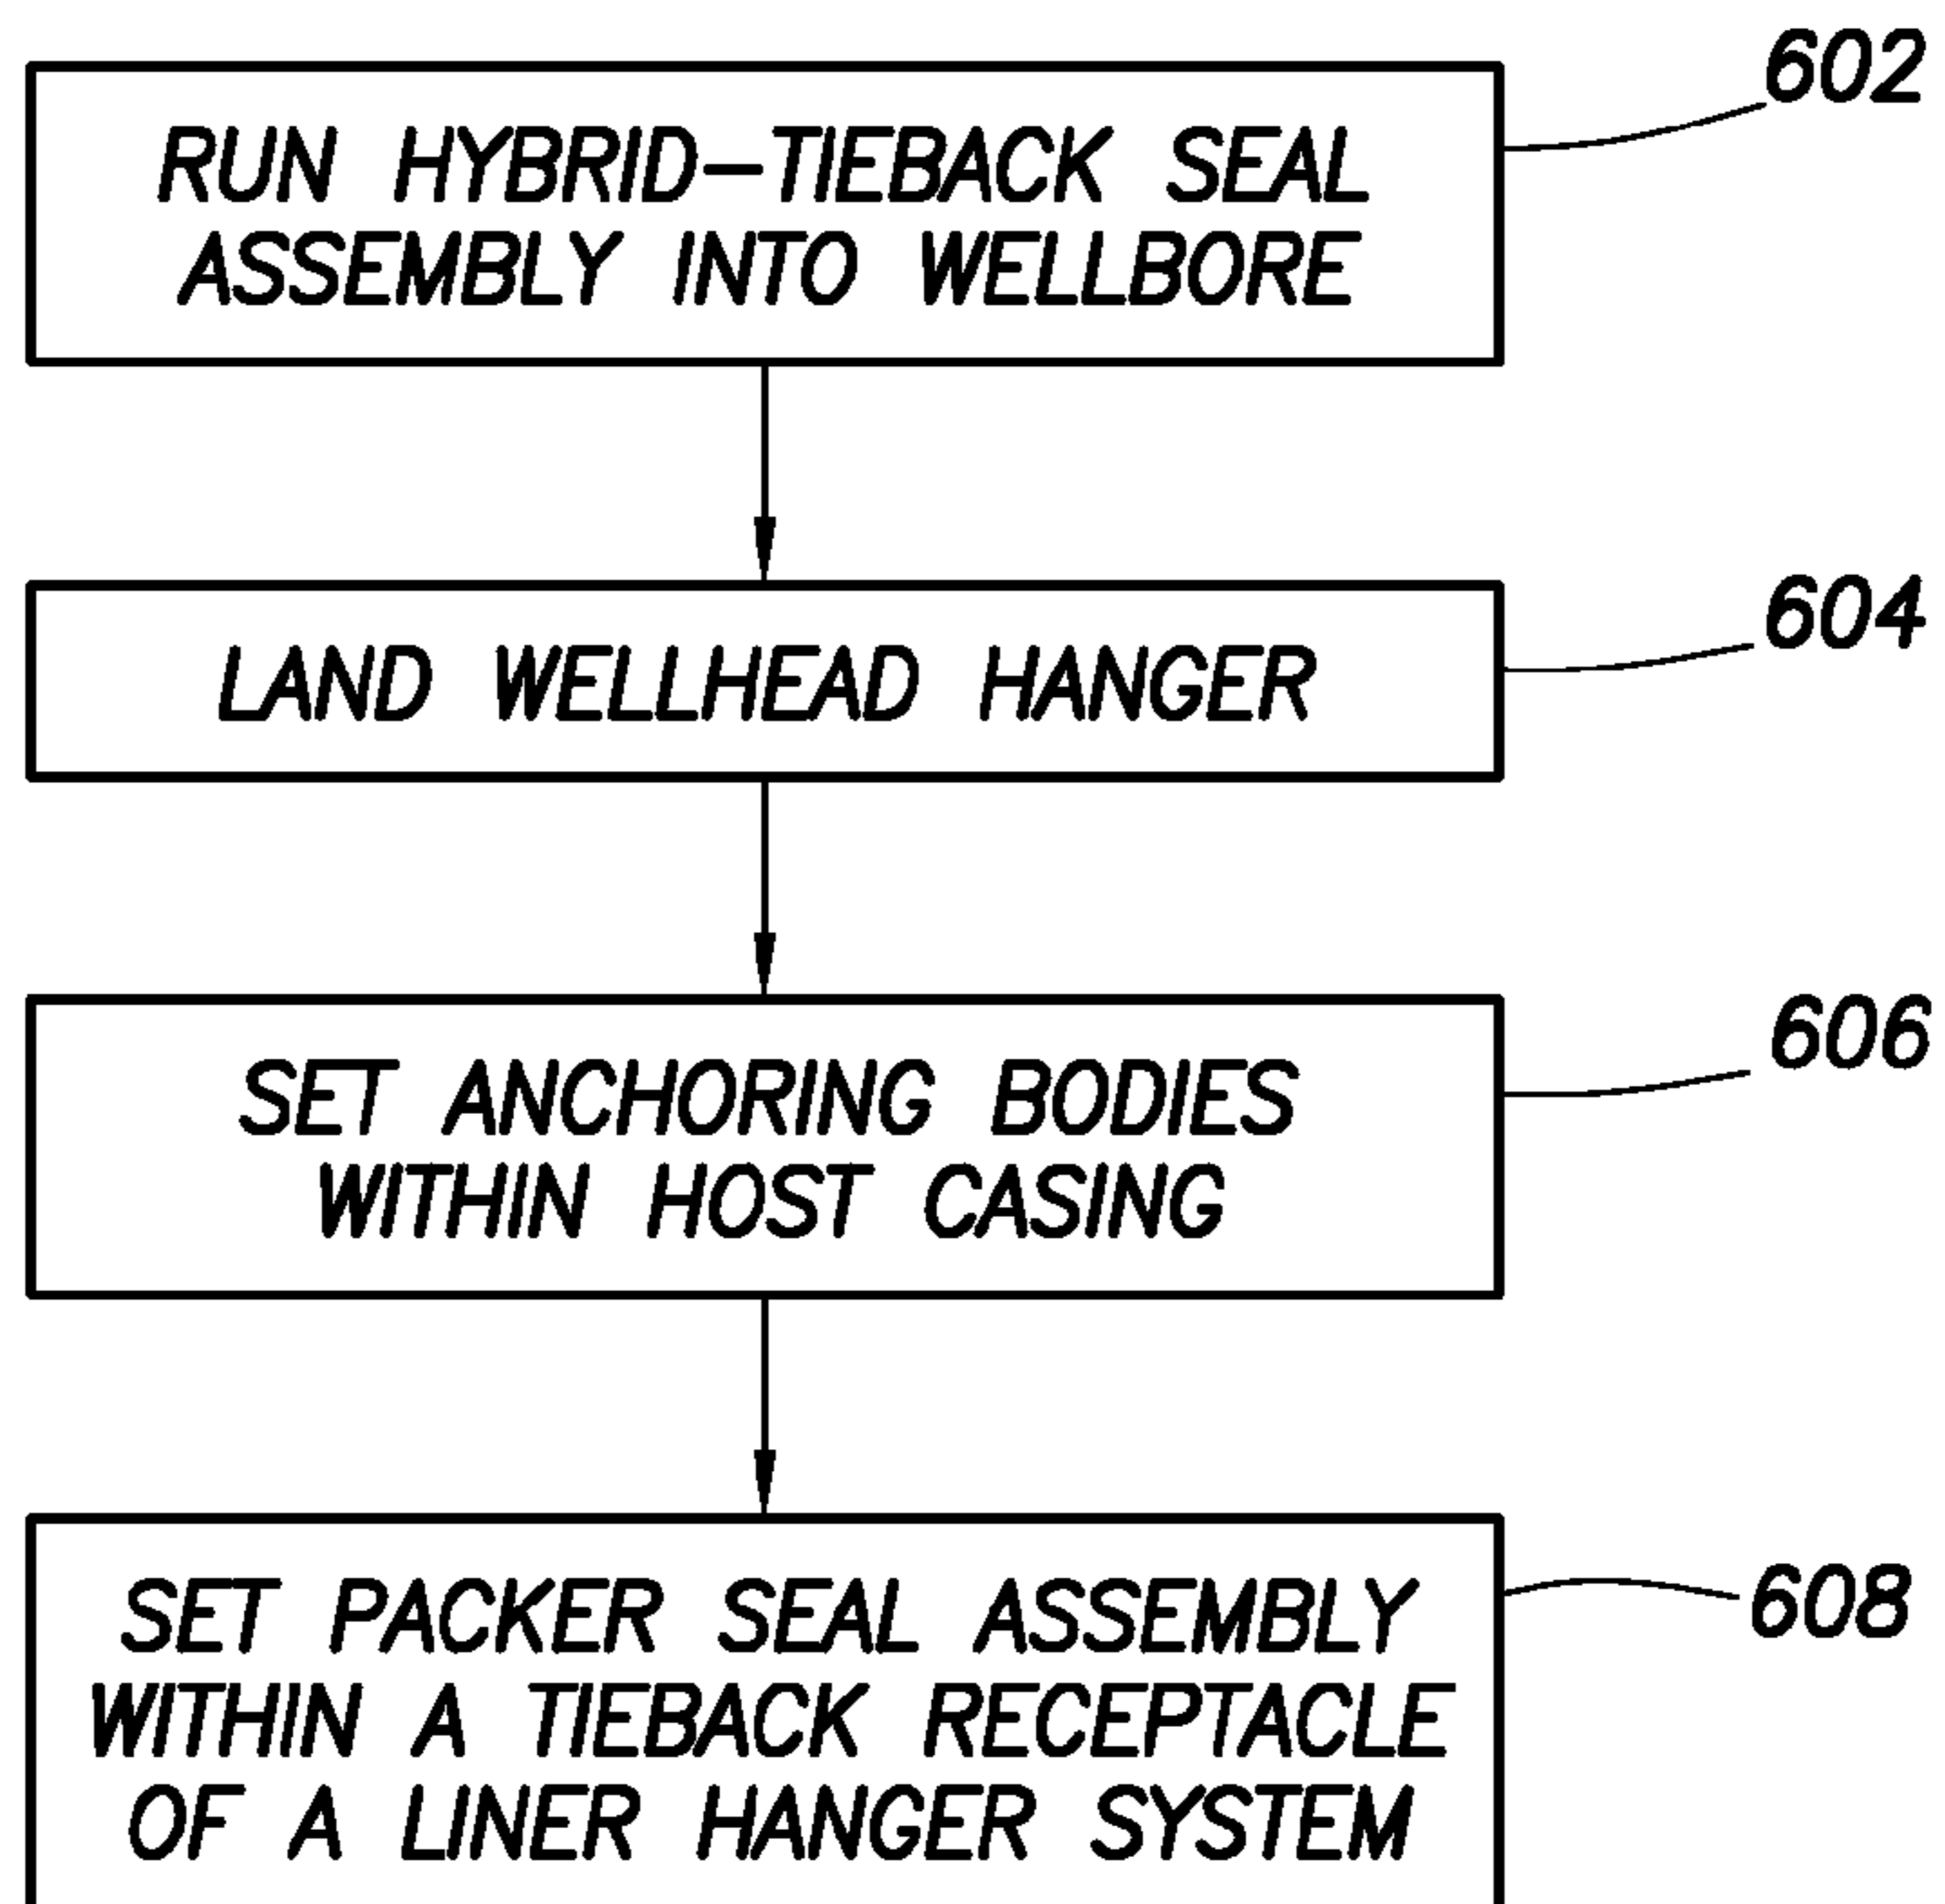 602
RUN HYBRID-TIEBACK SEAL
ASSEMBLY INTO WELLBORE
604
LAND WELLHEAD HANGER
606
SET ANCHORING BODIES
WITHIN HOST CASING
608
SET PACKER SEAL ASSEMBLY
WITHIN A TIEBACK RECEPTACLE
OF A LINER HANGER SYSTEM